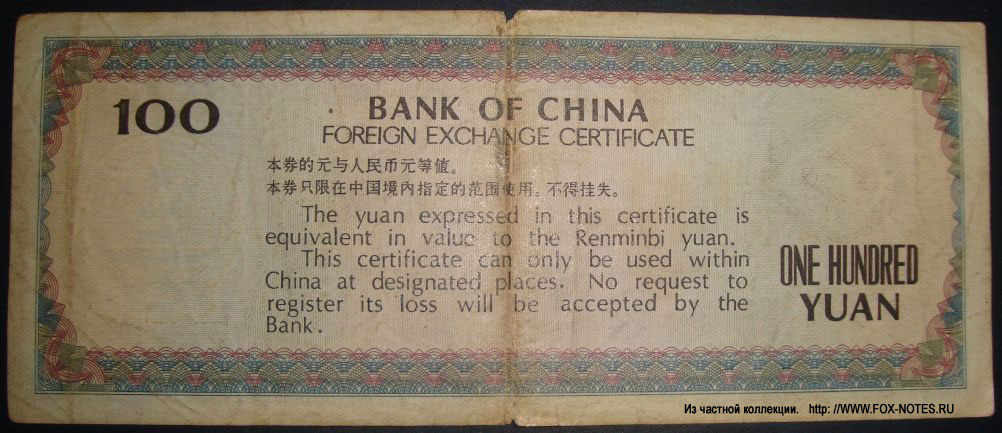 100
BANK OF CHINA
FOREIGN EXCHANGE CERTIFICATE
本券的元与人民币元等值。
本券只限在中国境内指定的范围使用。不得挂失。
The yuan expressed in this certificate is
equivalent in value to the Renminbi yuan.
This certificate can only be used within
China at designated places. No request to
register its loss will be accepted by the
Bank.
ONE HUNDRED
YUAN
Из частной коллекции. http: //WWW.FOX-NOTES.RU